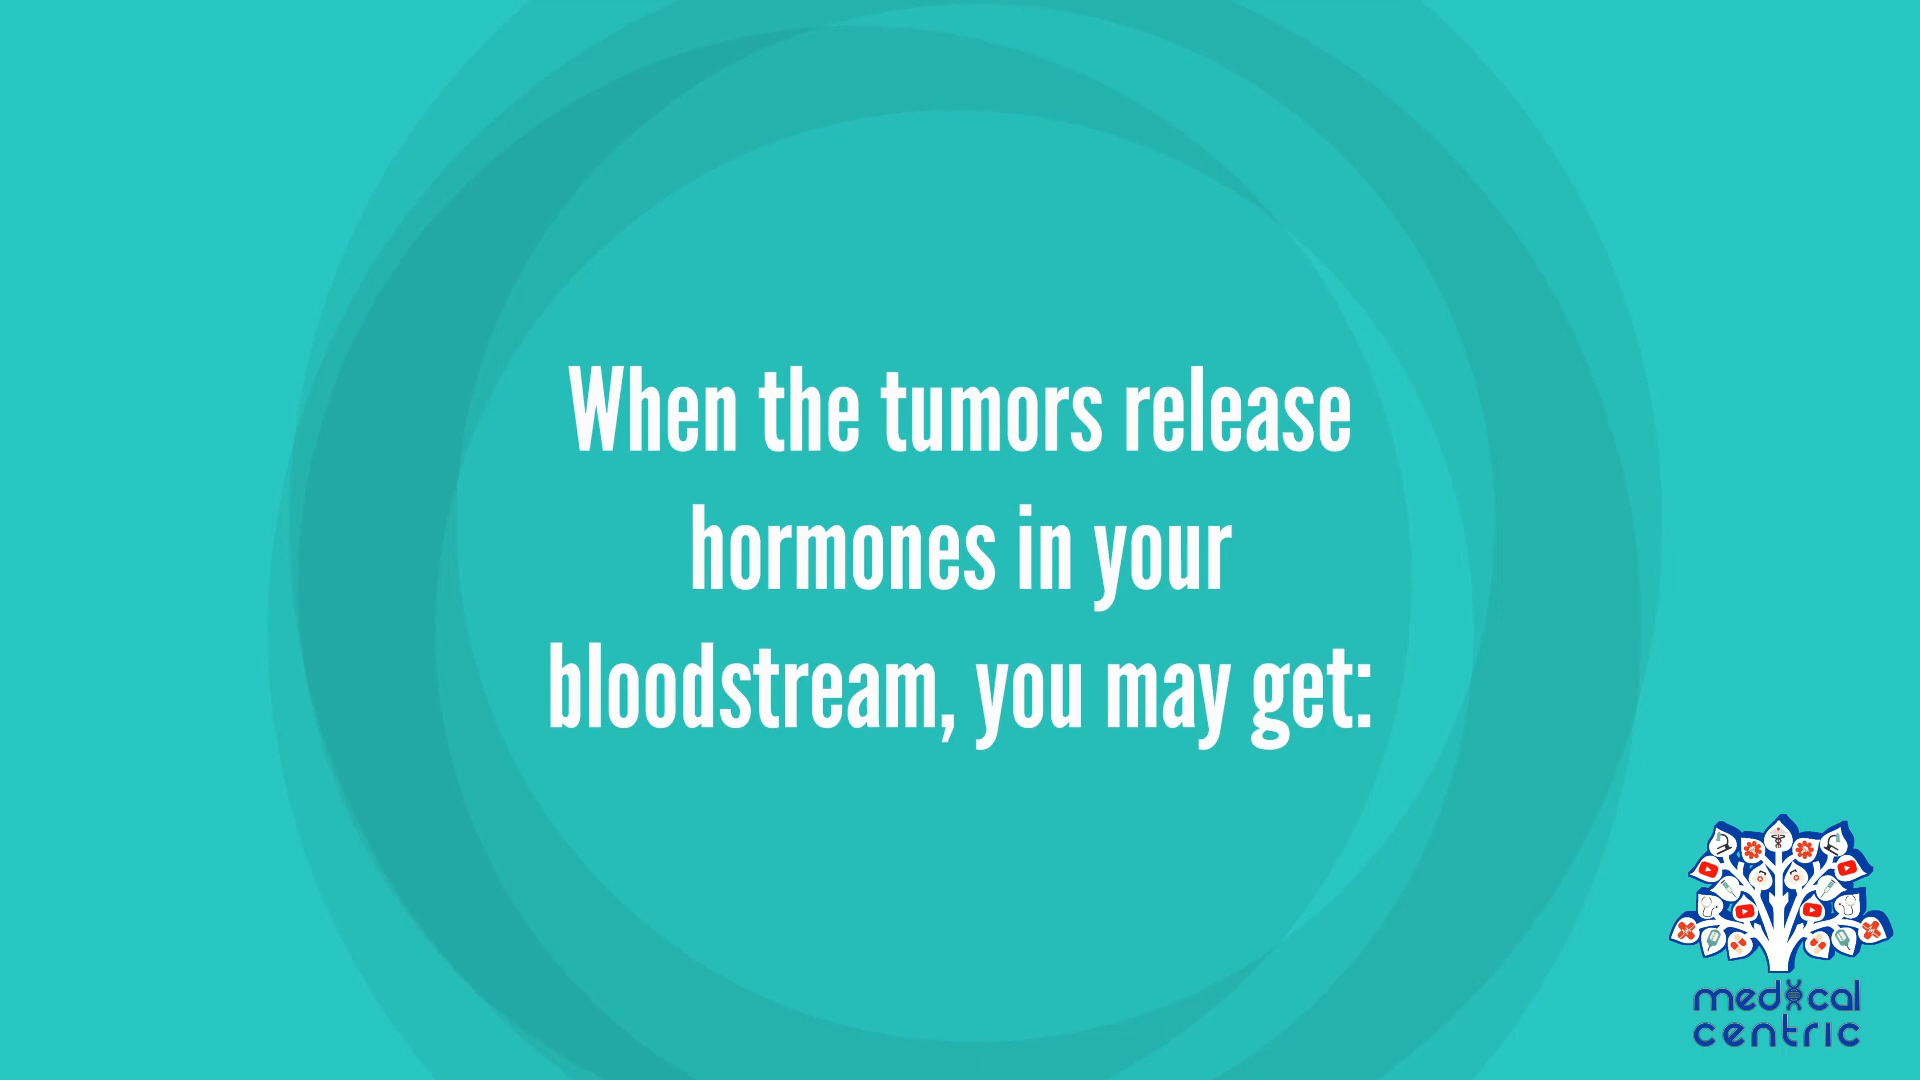 When the tumors release
hormones in your
bloodstream, you may get:
medical
centric